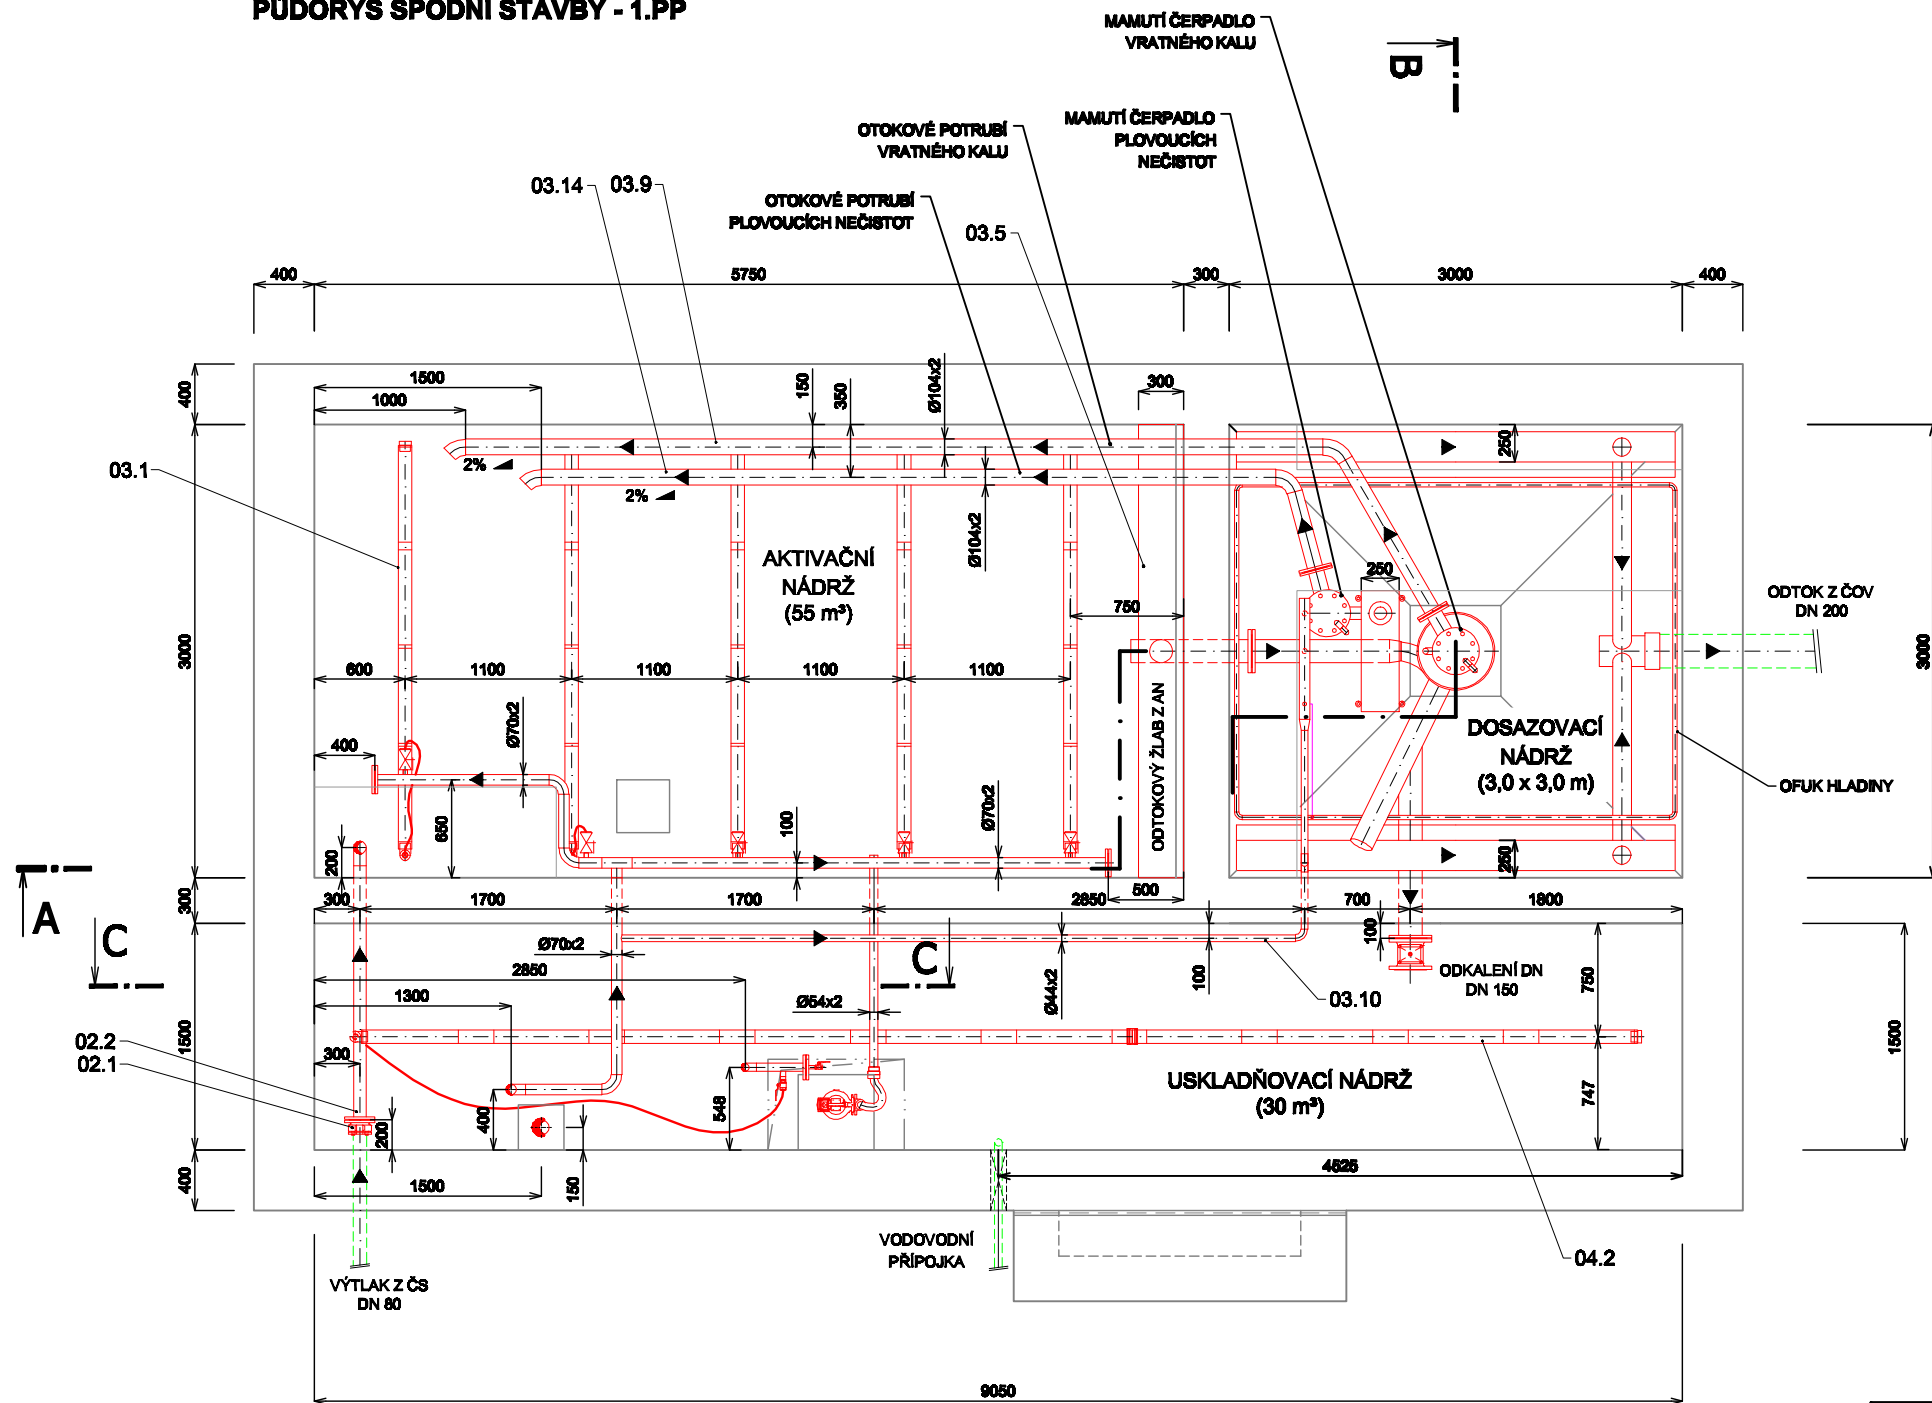 PŮDORYS SPODNÍ STAVBY - 1.PP
MAMUTÍ ČERPADLO
VRATNÉHO KALU
B
MAMUTÍ ČERPADLO
PLOVOUCÍCH
NEČISTOT
OTOKOVÉ POTRUBÍ
VRATNÉHO KALU
03.14
03.9
OTOKOVÉ POTRUBÍ
PLOVOUCÍCH NEČISTOT
03.5
400
5750
300
3000
400
400
1500
1000
150
350
Ø104x2
300
250
2%
2%
03.1
Ø104x2
AKTIVAČNÍ
NÁDRŽ
(55 m³)
250
750
ODTOK Z ČOV
DN 200
3000
3000
600
1100
1100
1100
1100
ODTOKOVÝ ŽLAB Z AN
Ø70x2
400
DOSAZOVACÍ
NÁDRŽ
(3,0 x 3,0 m)
OFUK HLADINY
650
100
Ø70x2
200
250
A
300
300
1700
1700
2850
500
700
1800
C
Ø70x2
C
100
100
2850
Ø44x2
ODKALENÍ DN
DN 150
750
1300
Ø54x2
03.10
1500
1500
02.2
02.1
300
USKLADŇOVACÍ NÁDRŽ
(30 m³)
747
200
400
548
400
1500
150
4525
VODOVODNÍ
PŘÍPOJKA
04.2
VÝTLAK Z ČS
DN 80
9050